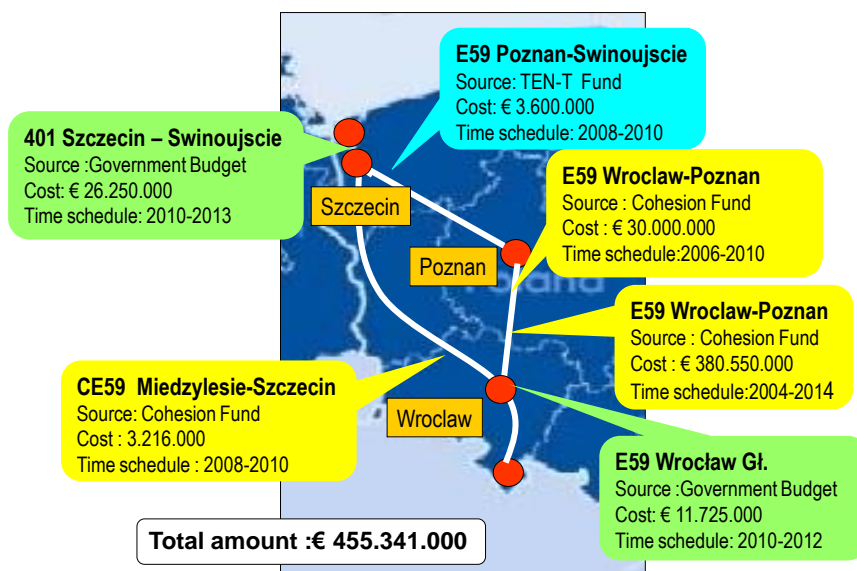 E59 Poznan-Swinoujscie
Source: TEN-T Fund
Cost: € 3.600.000
Time schedule: 2008-2010
401 Szczecin – Swinoujscie
Source :Government Budget
Cost: € 26.250.000
Time schedule: 2010-2013
E59 Wroclaw-Poznan
Source : Cohesion Fund
Cost : € 30.000.000
Time schedule:2006-2010
Szczecin
Poznan
Poland
E59 Wroclaw-Poznan
Source : Cohesion Fund
Cost : € 380.550.000
Time schedule:2004-2014
CE59 Miedzylesie-Szczecin
Source: Cohesion Fund
Cost : 3.216.000
Time schedule : 2008-2010
Wroclaw
E59 Wrocław Gł.
Source :Government Budget
Cost: € 11.725.000
Time schedule: 2010-2012
Total amount :€ 455.341.000